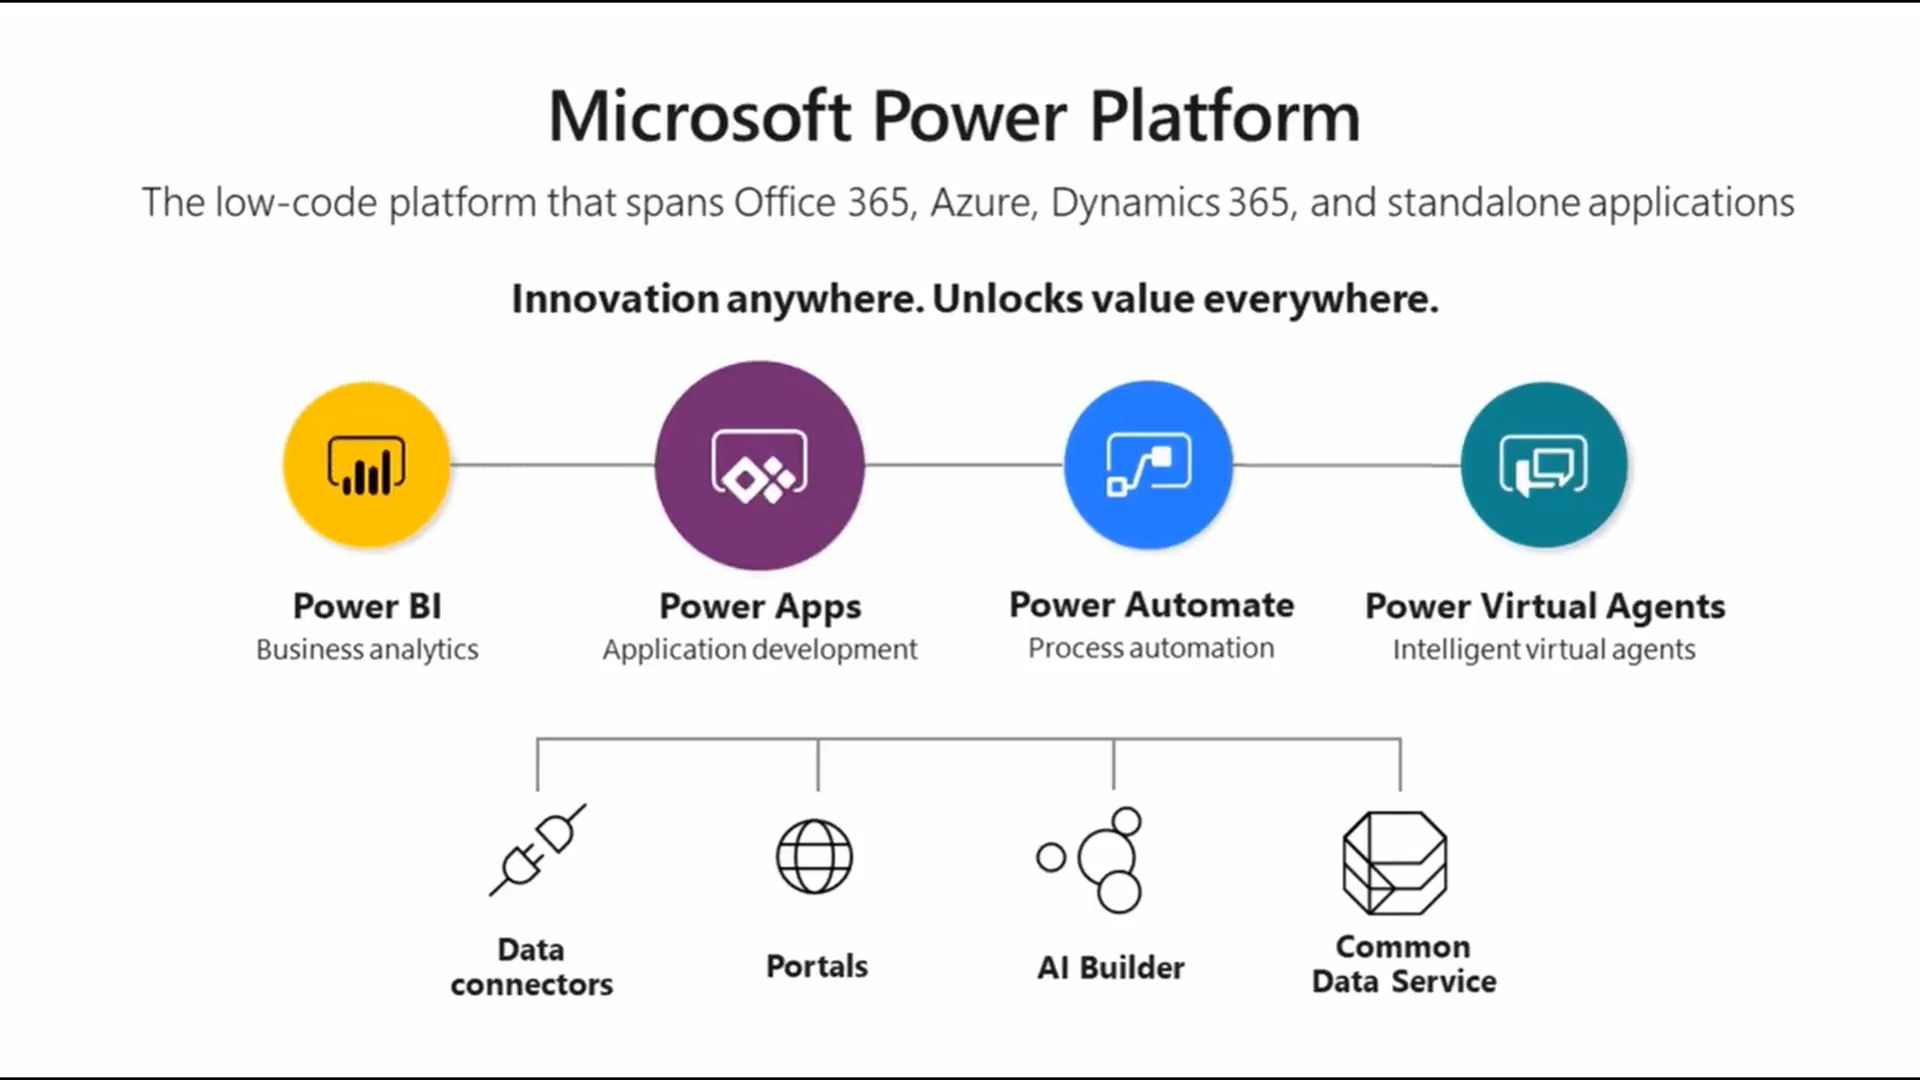 Microsoft Power Platform
The low-code platform that spans Office 365, Azure, Dynamics 365, and standalone applications
Innovation anywhere. Unlocks value everywhere.
Power BI
Business analytics
Power Apps
Application development
Power Automate
Process automation
Power Virtual Agents
Intelligent virtual agents
Data
connectors
Portals
AI Builder
Common
Data Service